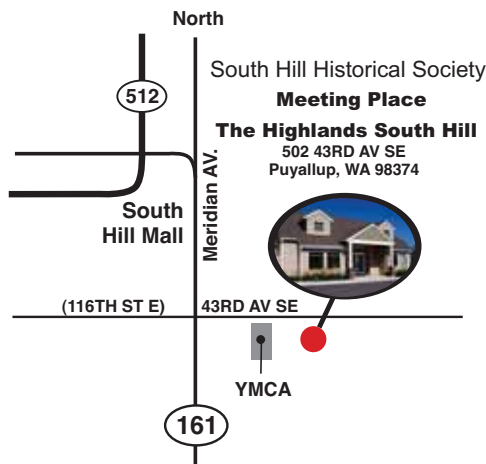 North
512
South Hill Historical Society
Meeting Place
The Highlands South Hill
502 43RD AV SE
Puyallup, WA 98374
Meridian AV.
South
Hill Mall
(116TH ST E)
43RD AV SE
YMCA
161